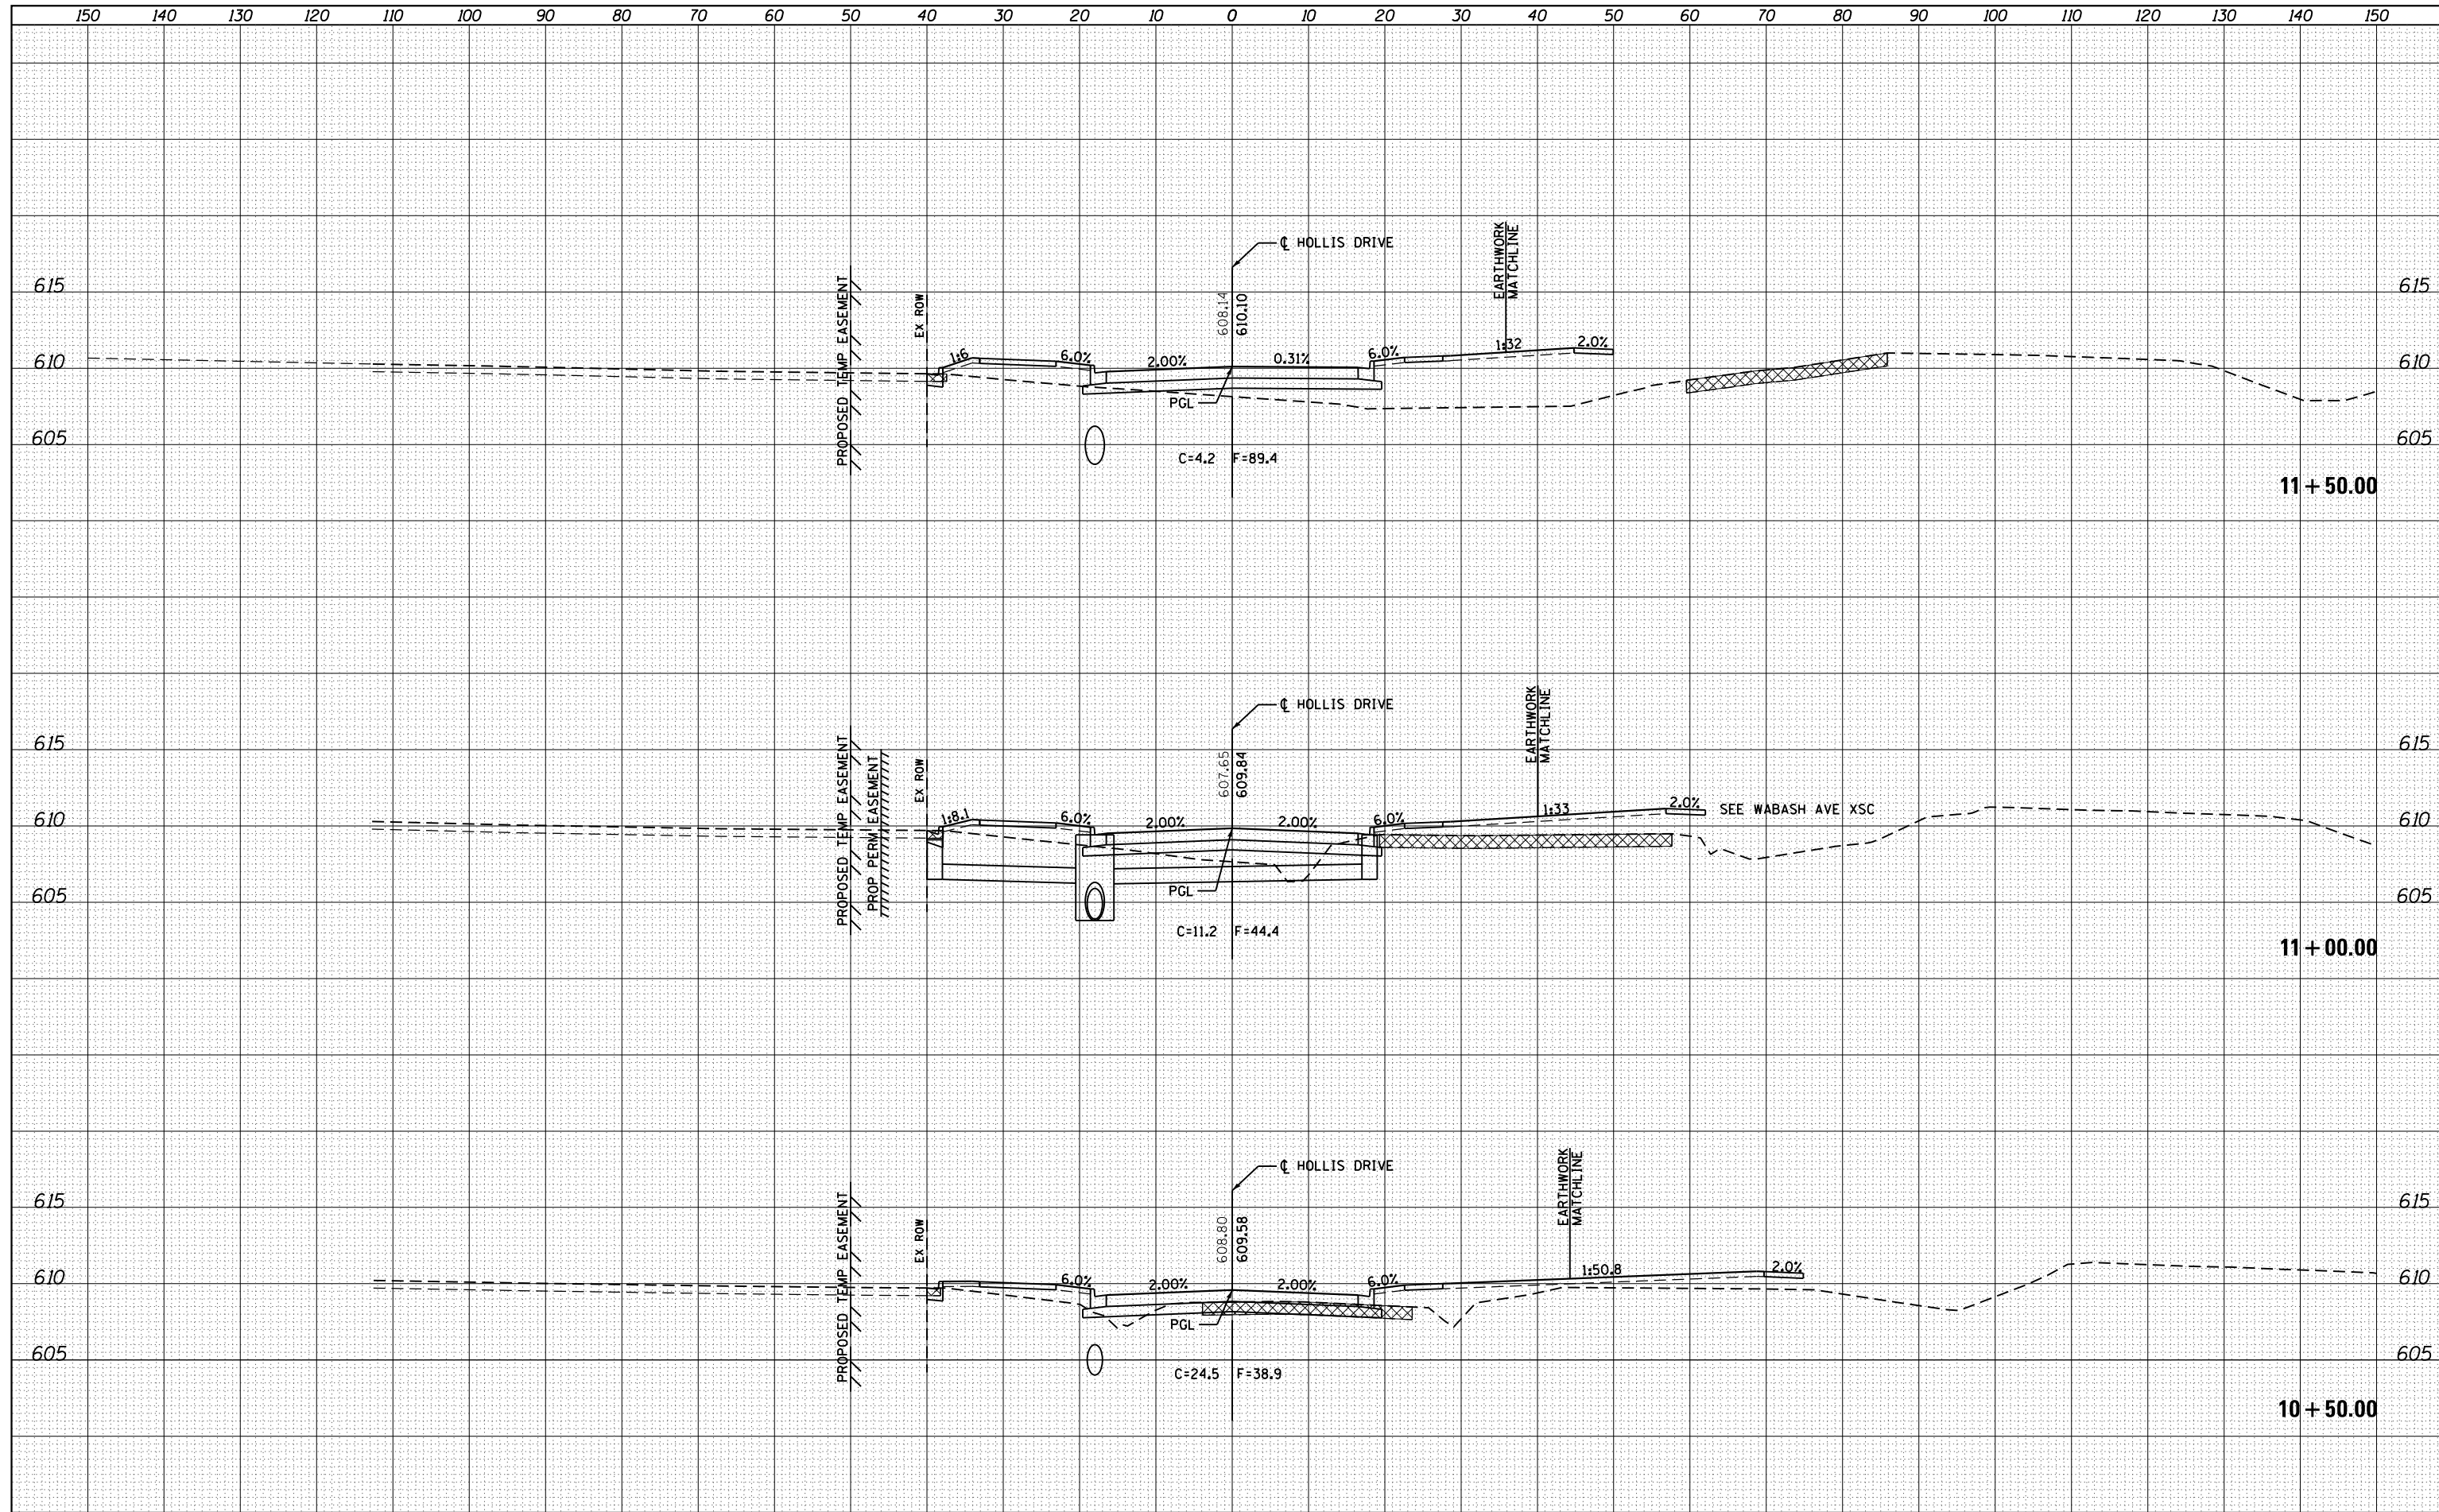 150 140 130 120 110 100 90 80 70 60 50 40 30 20 10 0 10 20 30 40 50 60 70 80 90 100 110 120 130 140 150
℄ HOLLIS DRIVE
EARTHWORK
MATCHLINE
PROPOSED TEMP EASEMENT
EX ROW
608.14
610.10
615 615
610 1:6 6.0% 2.00% 0.31% 6.0% 1:32 2.0% 610
PGL
605 605
C=4.2 F=89.4
11+50.00
℄ HOLLIS DRIVE
EARTHWORK
MATCHLINE
PROPOSED TEMP EASEMENT
PROP PERM EASEMENT
EX ROW
607.65
609.84
615 615
610 1:8.1 6.0% 2.00% 2.00% 6.0% 1:33 2.0% SEE WABASH AVE XSC 610
PGL
605 605
C=11.2 F=44.4
11+00.00
℄ HOLLIS DRIVE
EARTHWORK
MATCHLINE
PROPOSED TEMP EASEMENT
EX ROW
608.80
609.58
615 615
610 6.0% 2.00% 2.00% 6.0% 1:50.8 2.0% 610
PGL
605 605
C=24.5 F=38.9
10+50.00